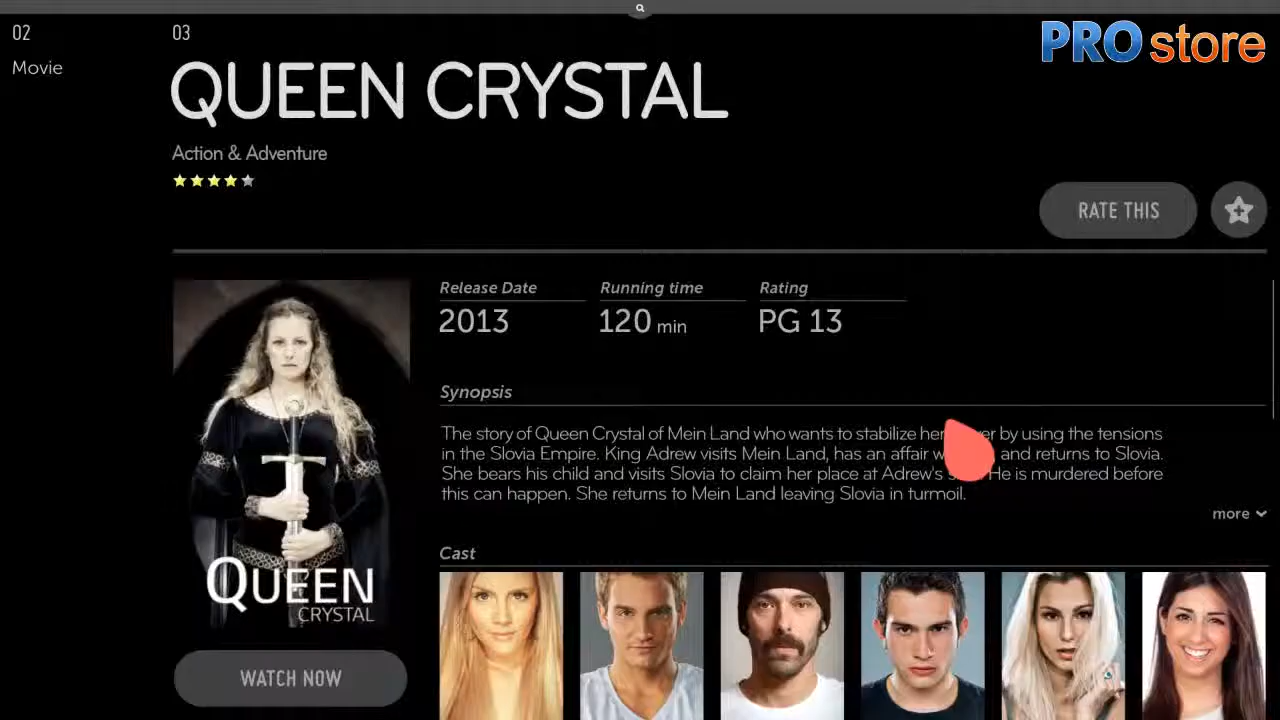 02
03
PRO store
Movie
QUEEN CRYSTAL
Action & Adventure
RATE THIS
Release Date
Running time
Rating
2013
120 min
PG 13
Synopsis
The story of Queen Crystal of Mein Land who wants to stabilize her by using the tensions
in the Slovia Empire. King Adrew visits Mein Land, has an affair and returns to Slovia.
She bears his child and visits Slovia to claim her place at Adrew's He is murdered before
this can happen. She returns to Mein Land leaving Slovia in turmoil.
more
Cast
QUEEN
CRYSTAL
WATCH NOW